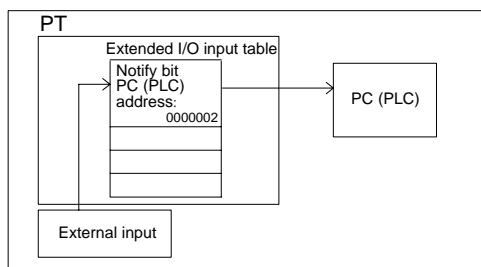 PT
Extended I/O input table
Notify bit
PC (PLC)
address:
0000002
PC (PLC)
External input